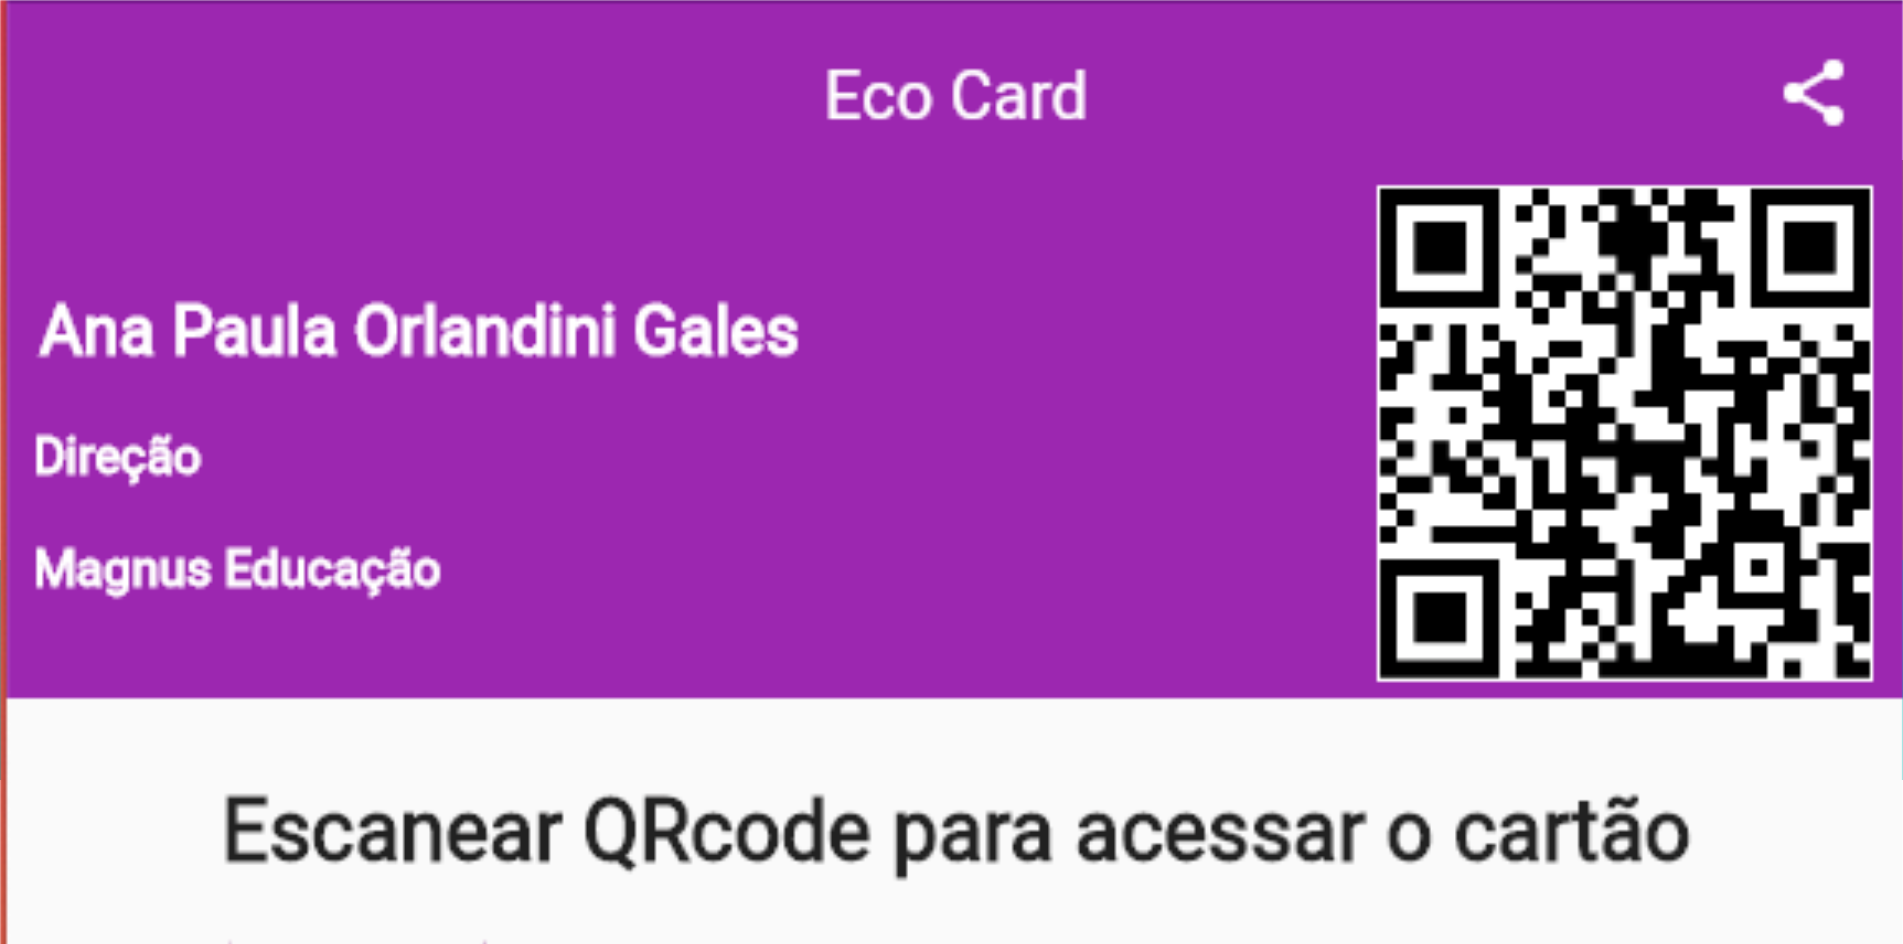 Eco Card
Ana Paula Orlandini Gales
Direção
Magnus Educação
Escanear QRcode para acessar o cartão